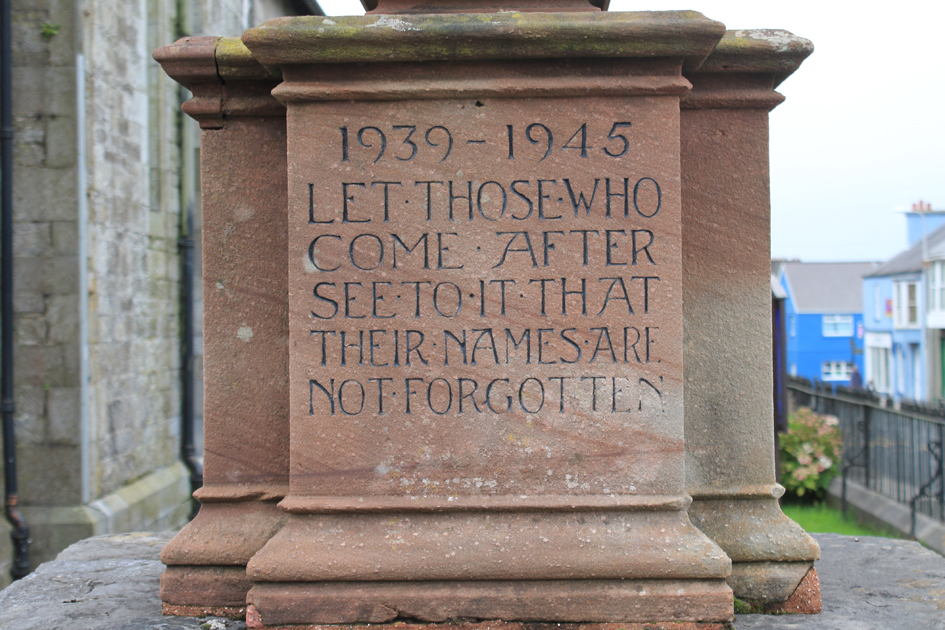 1939-1945
LET·THOSE·WHO
COME·AFTER
SEE·TO·IT·THAT
THEIR·NAMES·ARE
NOT·FORGOTTEN